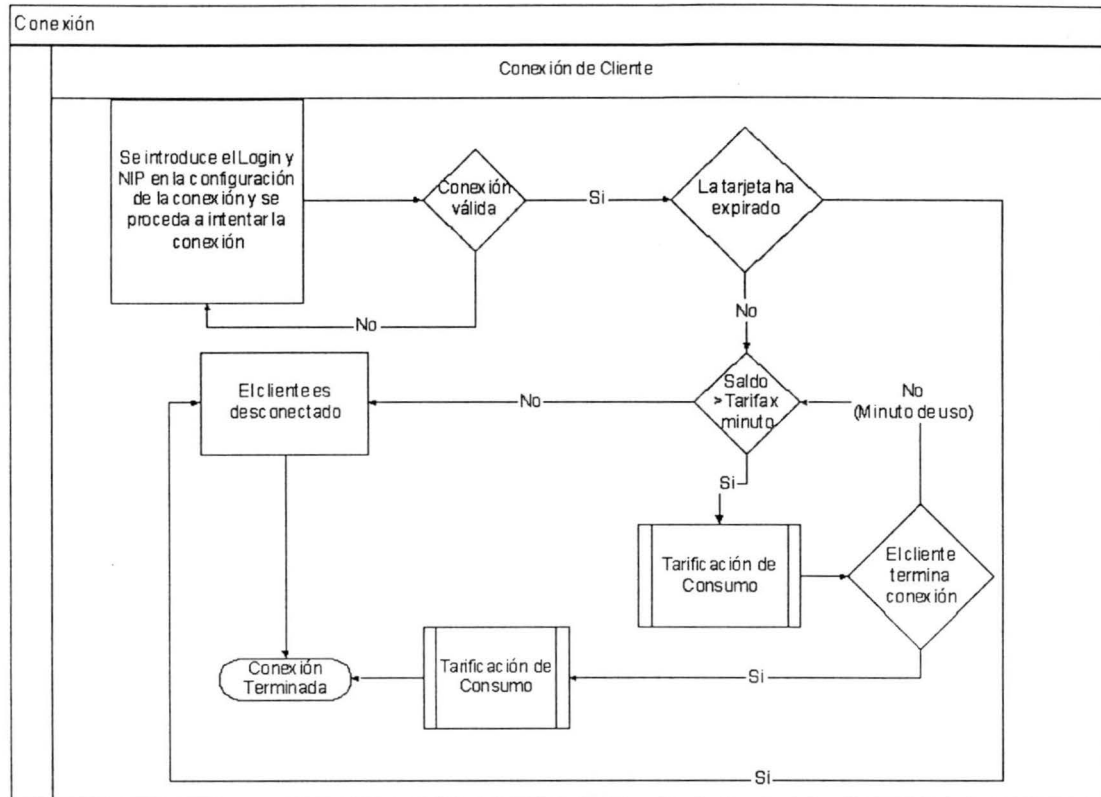 Conexión
Conexión de Cliente
Se introduce el Login y
NIP en la configuración
de la conexión y se
proceda a intentar la
conexión
Conexión
válida
Si
La tarjeta ha
expirado
No
No
El cliente es
desconectado
No
Saldo
> Tarifa x
minuto
No
(Minuto de uso)
Si
Tarificación de
Consumo
El cliente
termina
conexión
Conexión
Terminada
Tarificación de
Consumo
Si
Si